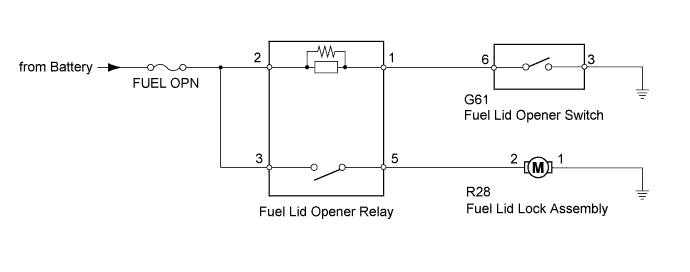 from Battery
FUEL OPN
2
1
3
5
Fuel Lid Opener Relay
6
3
G61
Fuel Lid Opener Switch
2
M
1
R28
Fuel Lid Lock Assembly